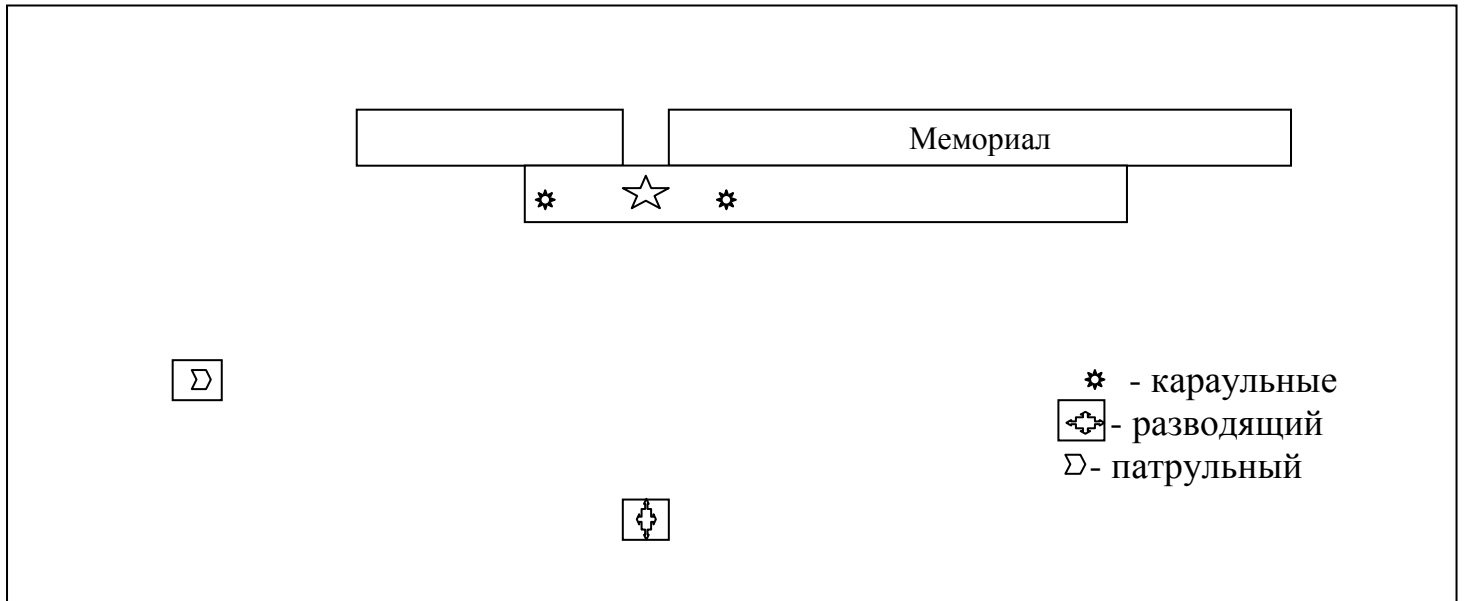 Мемориал
- караульные
- разводящий
- патрульный